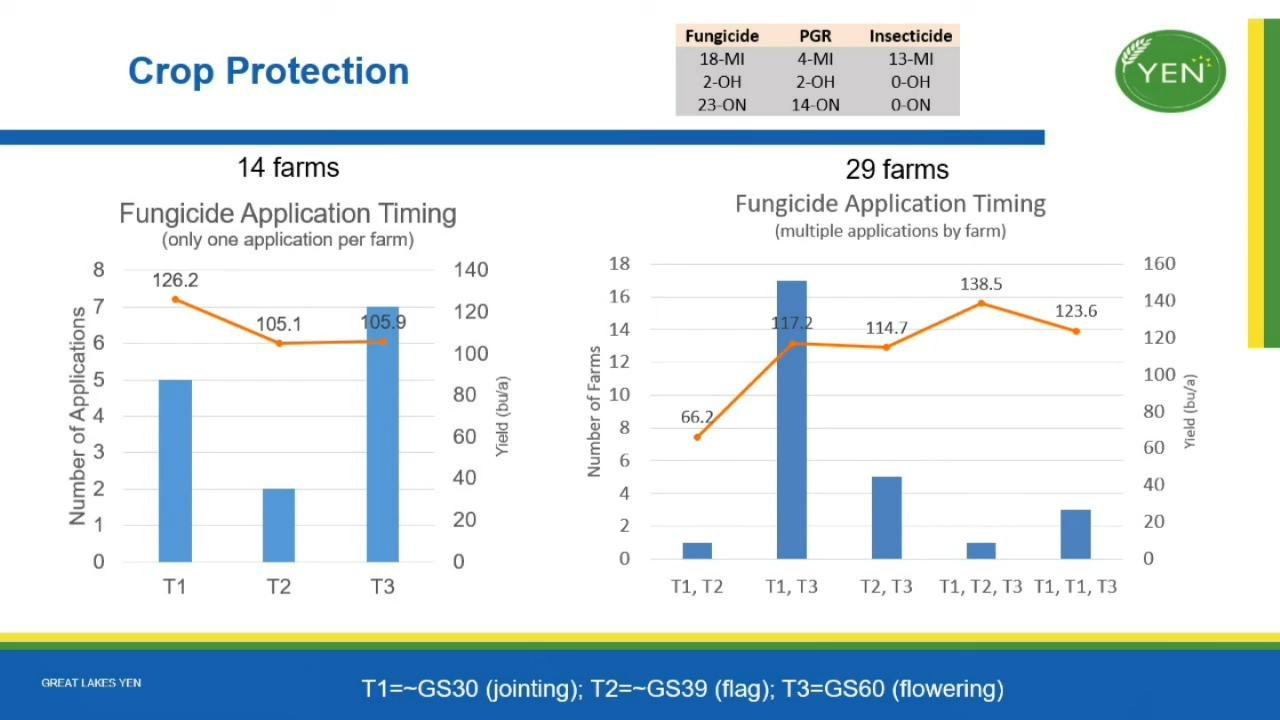 Crop Protection
Fungicide PGR Insecticide
18-MI 4-MI 13-MI
2-OH 2-OH 0-OH
23-ON 14-ON 0-ON
YEN
14 farms
Fungicide Application Timing
(only one application per farm)
Number of Applications
8
7
6
5
4
3
2
1
0
126.2
105.1
105.9
140
120
100
80
60
40
20
0
Yield (bu/a)
T1 T2 T3
29 farms
Fungicide Application Timing
(multiple applications by farm)
Number of Farms
18
16
14
12
10
8
6
4
2
0
66.2
117.2
114.7
138.5
123.6
160
140
120
100
80
60
40
20
0
Yield (bu/a)
T1, T2 T1, T3 T2, T3 T1, T2, T3 T1, T1, T3
GREAT LAKES YEN
T1=~GS30 (jointing); T2=~GS39 (flag); T3=GS60 (flowering)